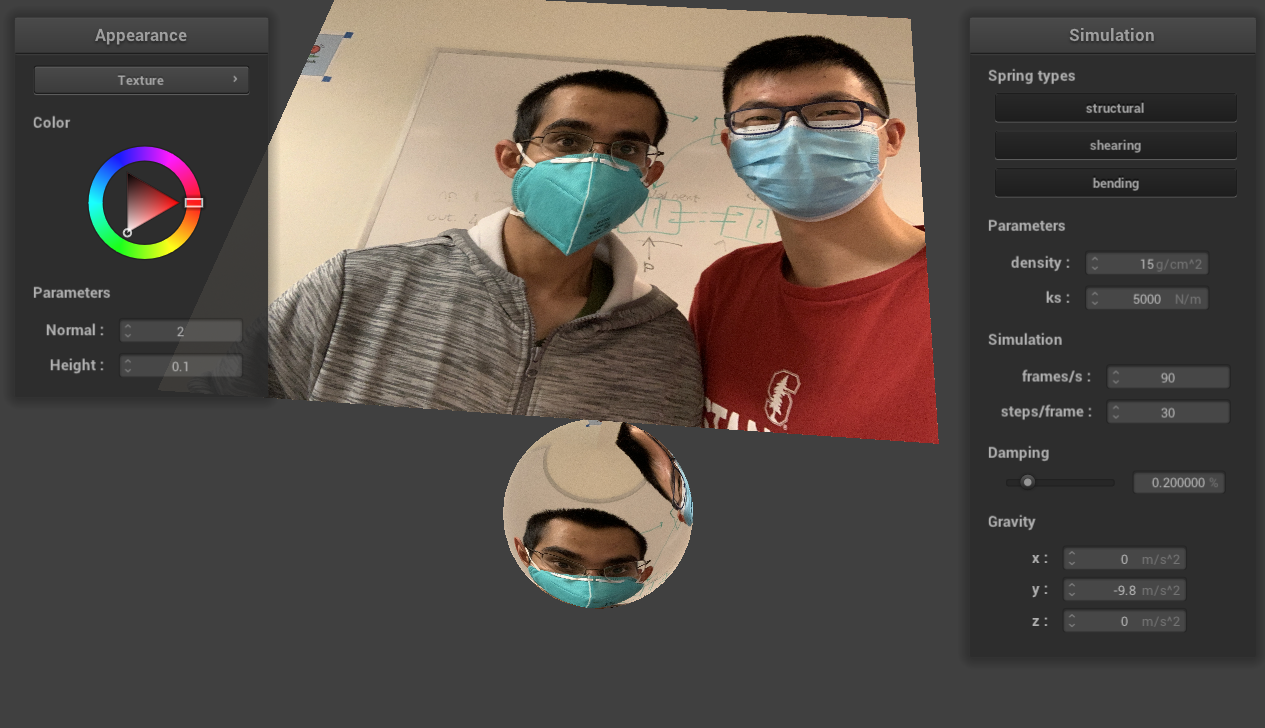 Appearance
Texture
Color
Parameters
Normal : 2
Height : 0.1
Simulation
Spring types
structural
shearing
bending
Parameters
density : 15 g/cm^2
ks : 5000 N/m
Simulation
frames/s : 90
steps/frame : 30
Damping
0.200000 %
Gravity
x : 0 m/s^2
y : -9.8 m/s^2
z : 0 m/s^2